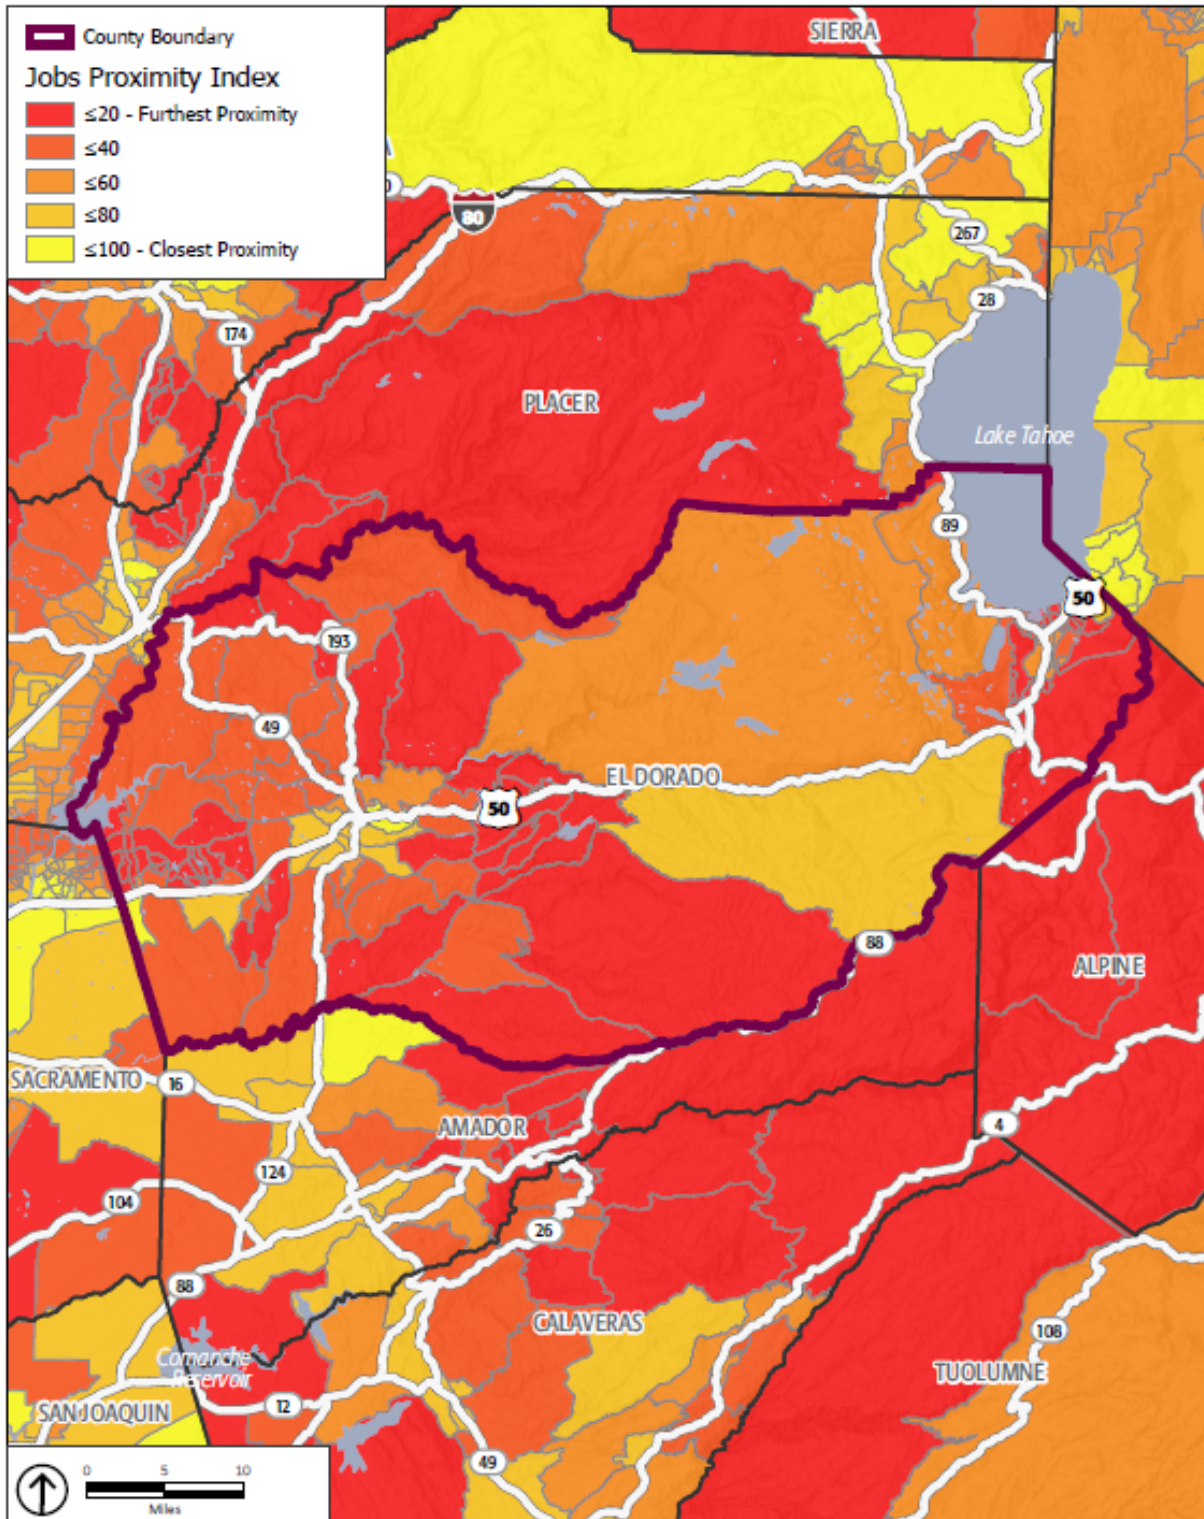 County Boundary
Jobs Proximity Index
≤20 - Furthest Proximity
≤40
≤60
≤80
≤100 - Closest Proximity
SIERRA
80
267
28
174
PLACER
Lake Tahoe
89
50
193
49
EL DORADO
50
88
ALPINE
SACRAMENTO
16
4
AMADOR
124
104
26
88
CALAVERAS
108
Comanche
Reservoir
TUOLUMNE
12
SAN JOAQUIN
49
0 5 10
Miles